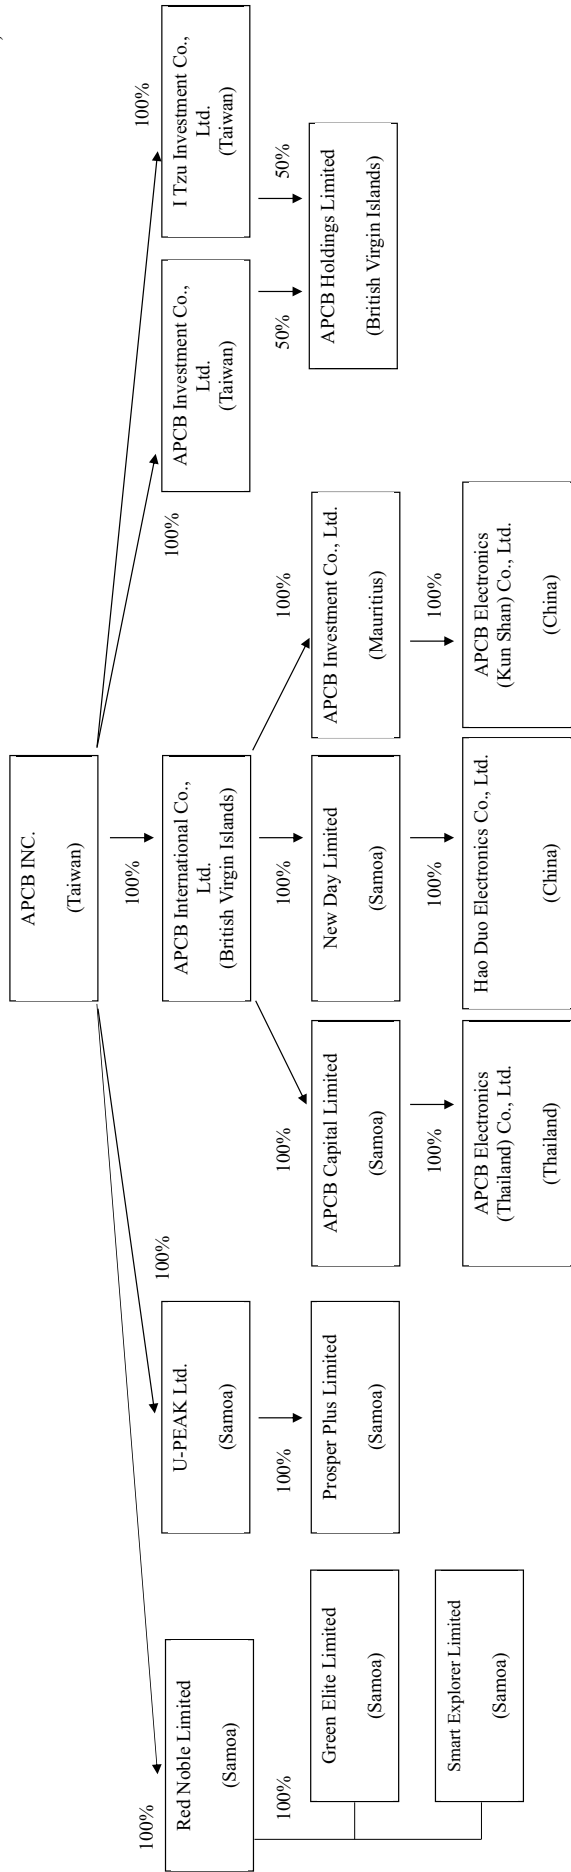 APCB INC.
(Taiwan)
100%
100%
100%
100%
100%
Red Noble Limited
(Samoa)
U-PEAK Ltd.
(Samoa)
APCB International Co.,
Ltd.
(British Virgin Islands)
APCB Investment Co.,
Ltd.
(Taiwan)
I Tzu Investment Co.,
Ltd.
(Taiwan)
100%
100%
100%
100%
100%
50%
50%
Green Elite Limited
(Samoa)
Prosper Plus Limited
(Samoa)
APCB Capital Limited
(Samoa)
New Day Limited
(Samoa)
APCB Investment Co., Ltd.
(Mauritius)
APCB Holdings Limited
(British Virgin Islands)
100%
100%
100%
Smart Explorer Limited
(Samoa)
APCB Electronics
(Thailand) Co., Ltd.
(Thailand)
Hao Duo Electronics Co., Ltd.
(China)
APCB Electronics
(Kun Shan) Co., Ltd.
(China)